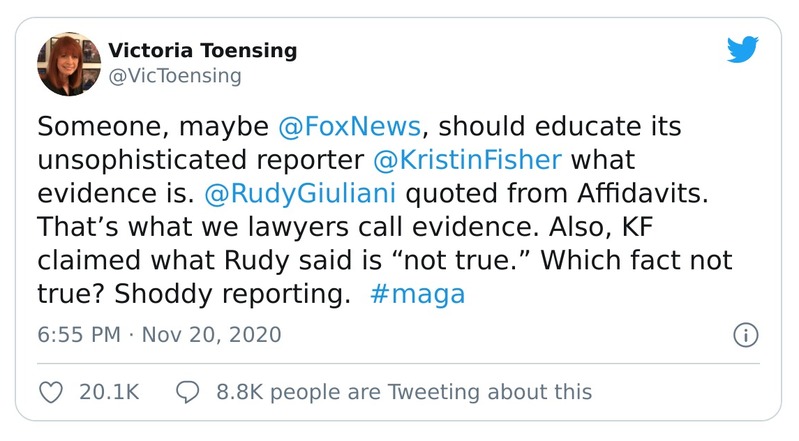 Victoria Toensing
@VicToensing
Someone, maybe @FoxNews, should educate its
unsophisticated reporter @KristinFisher what
evidence is. @RudyGiuliani quoted from Affidavits.
That’s what we lawyers call evidence. Also, KF
claimed what Rudy said is “not true.” Which fact not
true? Shoddy reporting.  #maga
6:55 PM · Nov 20, 2020
20.1K 8.8K people are Tweeting about this